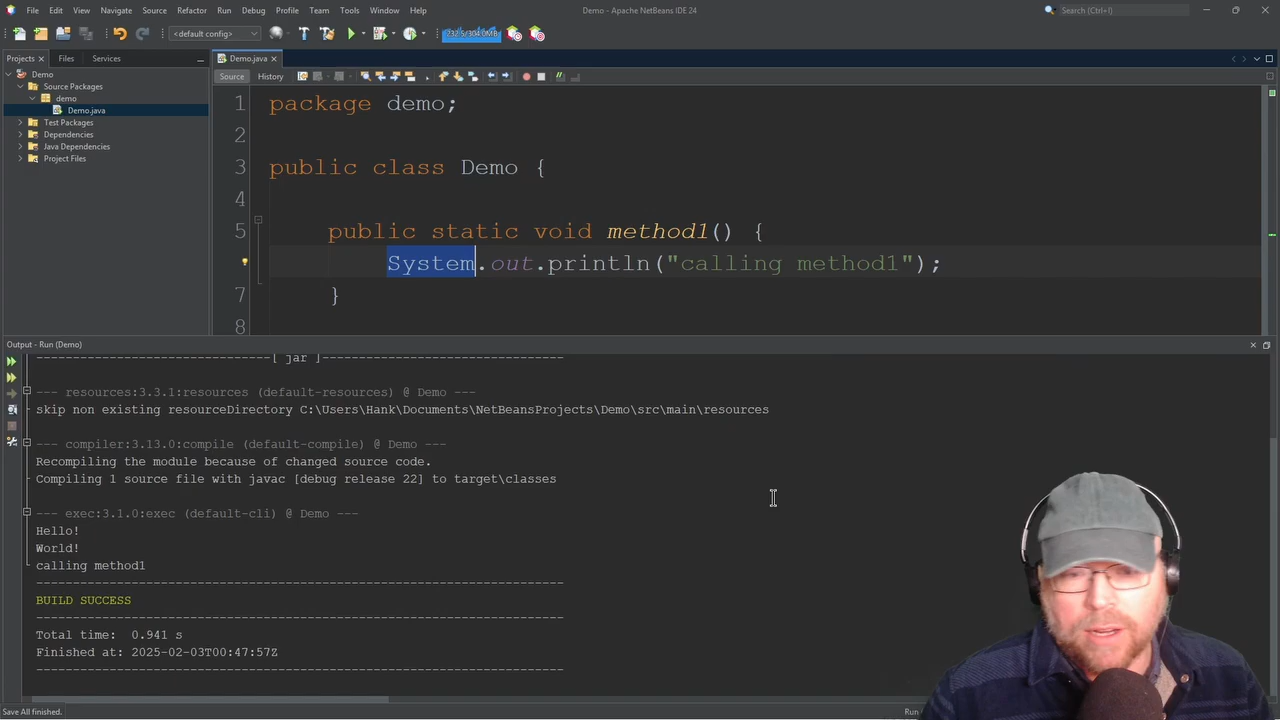 File Edit View Navigate Source Refactor Run Debug Profile Team Tools Window Help
Demo - Apache NetBeans IDE 24
Search (Ctrl+I)
<default config>
232.5/304.0MB
Projects
Files
Services
Demo.java
Demo
Source Packages
demo
Demo.java
Test Packages
Dependencies
Java Dependencies
Project Files
Source
History
1 package demo;
2
3 public class Demo {
4
5 public static void method1() {
System.out.println("calling method1");
7 }
8
Output - Run (Demo)
------------------------------[ jar ]---------------------------------
--- resources:3.3.1:resources (default-resources) @ Demo ---
skip non existing resourceDirectory C:\Users\Hank\Documents\NetBeansProjects\Demo\src\main\resources
--- compiler:3.13.0:compile (default-compile) @ Demo ---
Recompiling the module because of changed source code.
Compiling 1 source file with javac [debug release 22] to target\classes
--- exec:3.1.0:exec (default-cli) @ Demo ---
Hello!
World!
calling method1
------------------------------------------------------------------------
BUILD SUCCESS
------------------------------------------------------------------------
Total time: 0.941 s
Finished at: 2025-02-03T00:47:57Z
------------------------------------------------------------------------
Save All finished.
Run